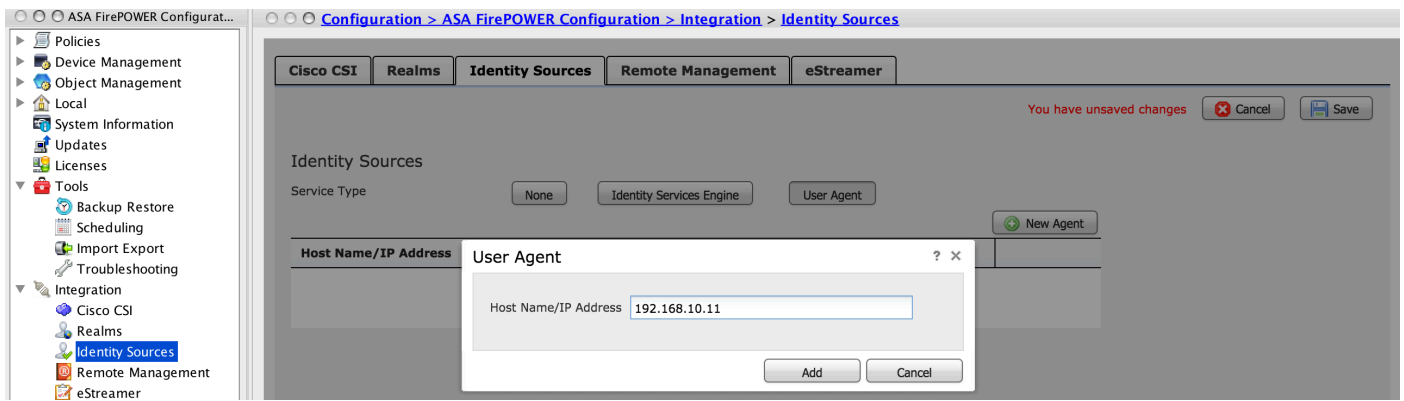 ASA FirePOWER Configurat...
Policies
Device Management
Object Management
Local
System Information
Updates
Licenses
Tools
Backup Restore
Scheduling
Import Export
Troubleshooting
Integration
Cisco CSI
Realms
Identity Sources
Remote Management
eStreamer
Configuration > ASA FirePOWER Configuration > Integration > Identity Sources
Cisco CSI Realms Identity Sources Remote Management eStreamer
You have unsaved changes Cancel Save
Identity Sources
Service Type None Identity Services Engine User Agent
New Agent
Host Name/IP Address
User Agent ? ×
Host Name/IP Address 192.168.10.11
Add Cancel